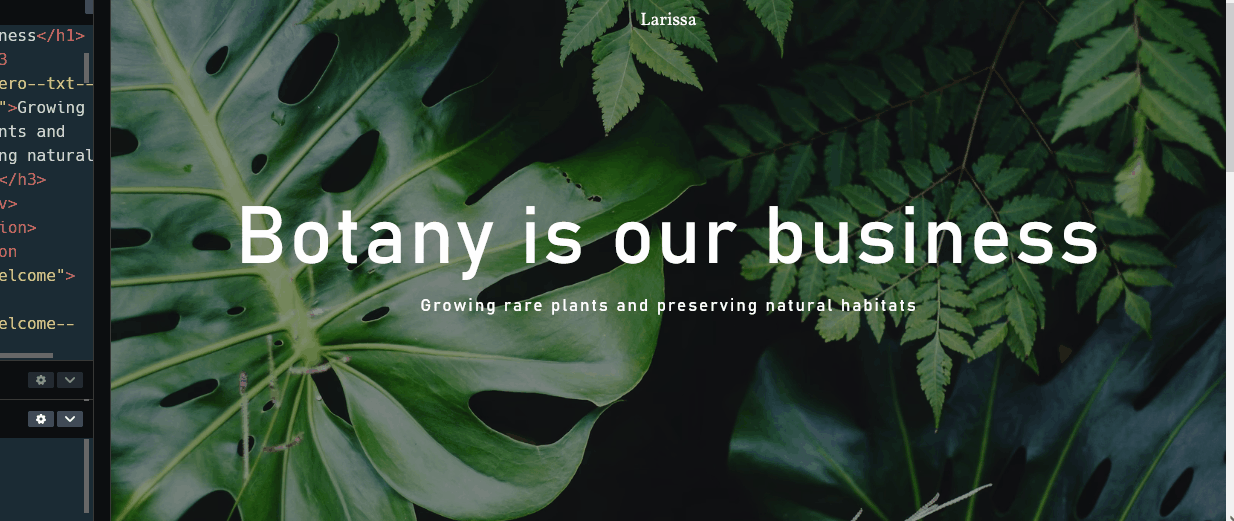 ness</h1>
3
ero--txt--
">Growing
nts and
ng natural
</h3>
v>
ion>
on
elcome">
elcome--
Larissa
Botany is our business
Growing rare plants and preserving natural habitats